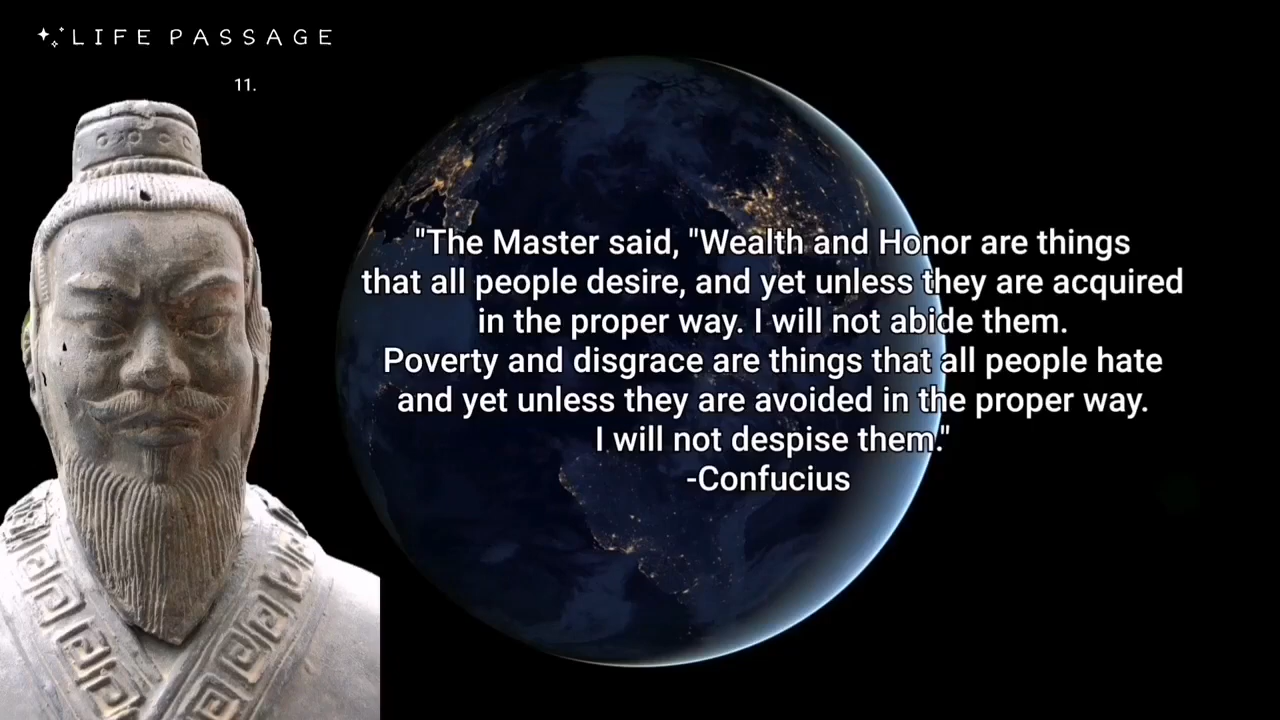 LIFE PASSAGE
11.
"The Master said, "Wealth and Honor are things
that all people desire, and yet unless they are acquired
in the proper way. I will not abide them.
Poverty and disgrace are things that all people hate
and yet unless they are avoided in the proper way.
I will not despise them."
-Confucius